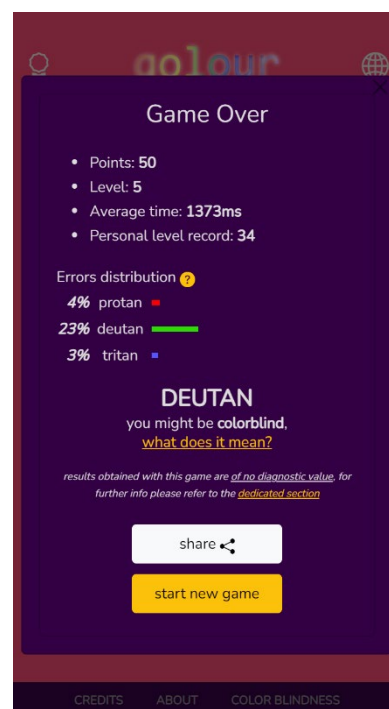 golour
Game Over
• Points: 50
• Level: 5
• Average time: 1373ms
• Personal level record: 34
Errors distribution ?
4% protan
23% deutan
3% tritan
DEUTAN
you might be colorblind,
what does it mean?
results obtained with this game are of no diagnostic value, for
further info please refer to the dedicated section
share
start new game
CREDITS ABOUT COLOR BLINDNESS